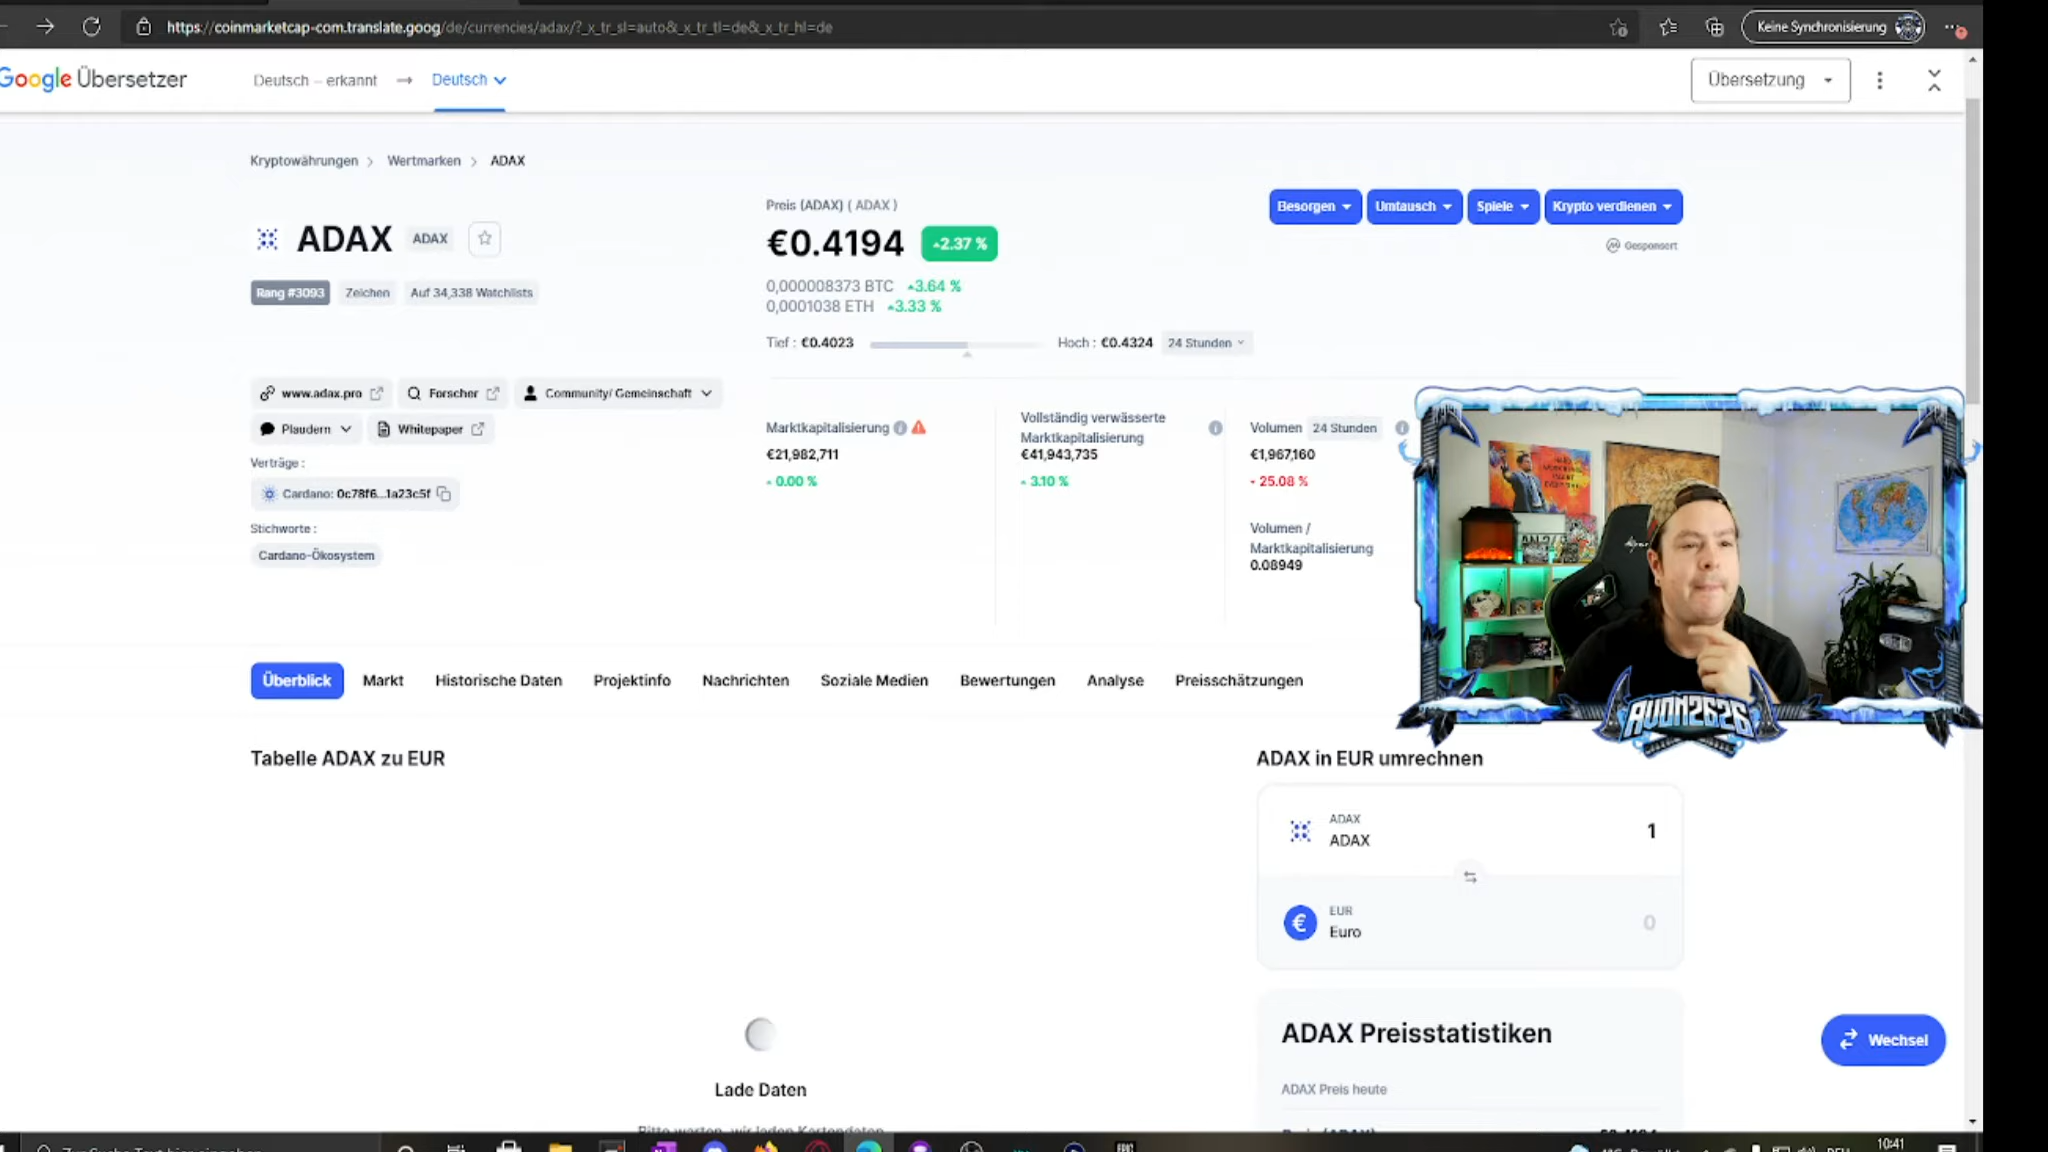 https://coinmarketcap-com.translate.goog/de/currencies/adax/?_x_tr_sl=auto&_x_tr_tl=de&_x_tr_hl=de
Keine Synchronisierung
Google Übersetzer
Deutsch – erkannt → Deutsch
Übersetzung
Kryptowährungen > Wertmarken > ADAX
ADAX ADAX
Rang #3093 Zeichen Auf 34,338 Watchlists
www.adax.pro Forscher Community/ Gemeinschaft
Plaudern Whitepaper
Verträge :
Cardano: 0c78f6...1a23c5f
Stichworte :
Cardano-Ökosystem
Preis (ADAX) ( ADAX )
€0.4194 2.37 %
0,000008373 BTC 3.64 %
0,0001038 ETH 3.33 %
Tief : €0.4023 Hoch : €0.4324 24 Stunden
Besorgen Umtausch Spiele Krypto verdienen
Gesponsert
Marktkapitalisierung
€21,982,711
0.00 %
Vollständig verwässerte
Marktkapitalisierung
€41,943,735
3.10 %
Volumen 24 Stunden
€1,967,160
25.08 %
Volumen /
Marktkapitalisierung
0.08949
AVON2626
Überblick Markt Historische Daten Projektinfo Nachrichten Soziale Medien Bewertungen Analyse Preisschätzungen
Tabelle ADAX zu EUR
Lade Daten
Bitte warten, wir laden Kartendaten
ADAX in EUR umrechnen
ADAX
ADAX
1
EUR
Euro
0
ADAX Preisstatistiken
ADAX Preis heute
Wechsel
10:41